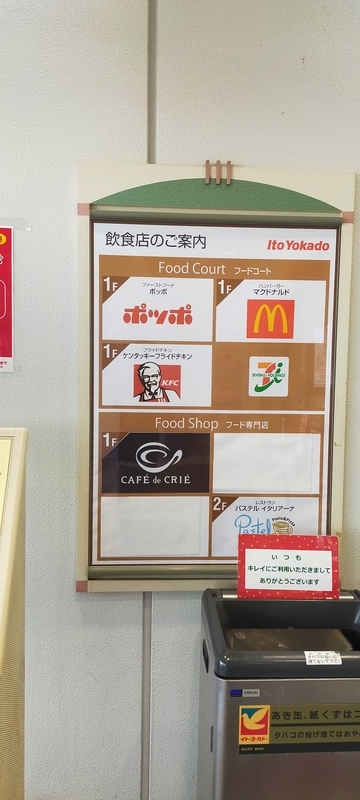 飲食店のご案内
Ito Yokado
Food Court フードコート
1F
ファーストフード
ポッポ
ポッポ
1F
ハンバーガー
マクドナルド
1F
フライドチキン
ケンタッキーフライドチキン
KFC
SEVEN & i HOLDINGS
Food Shop フード専門店
1F
CAFÉ de CRIÉ
2F
レストラン
パステル イタリアーナ
Pastel
いつも
キレイにご利用いただきまして
ありがとうございます
あき缶、紙くずは
タバコの投げ捨てはおや
イトーヨーカドー
DUST BOX